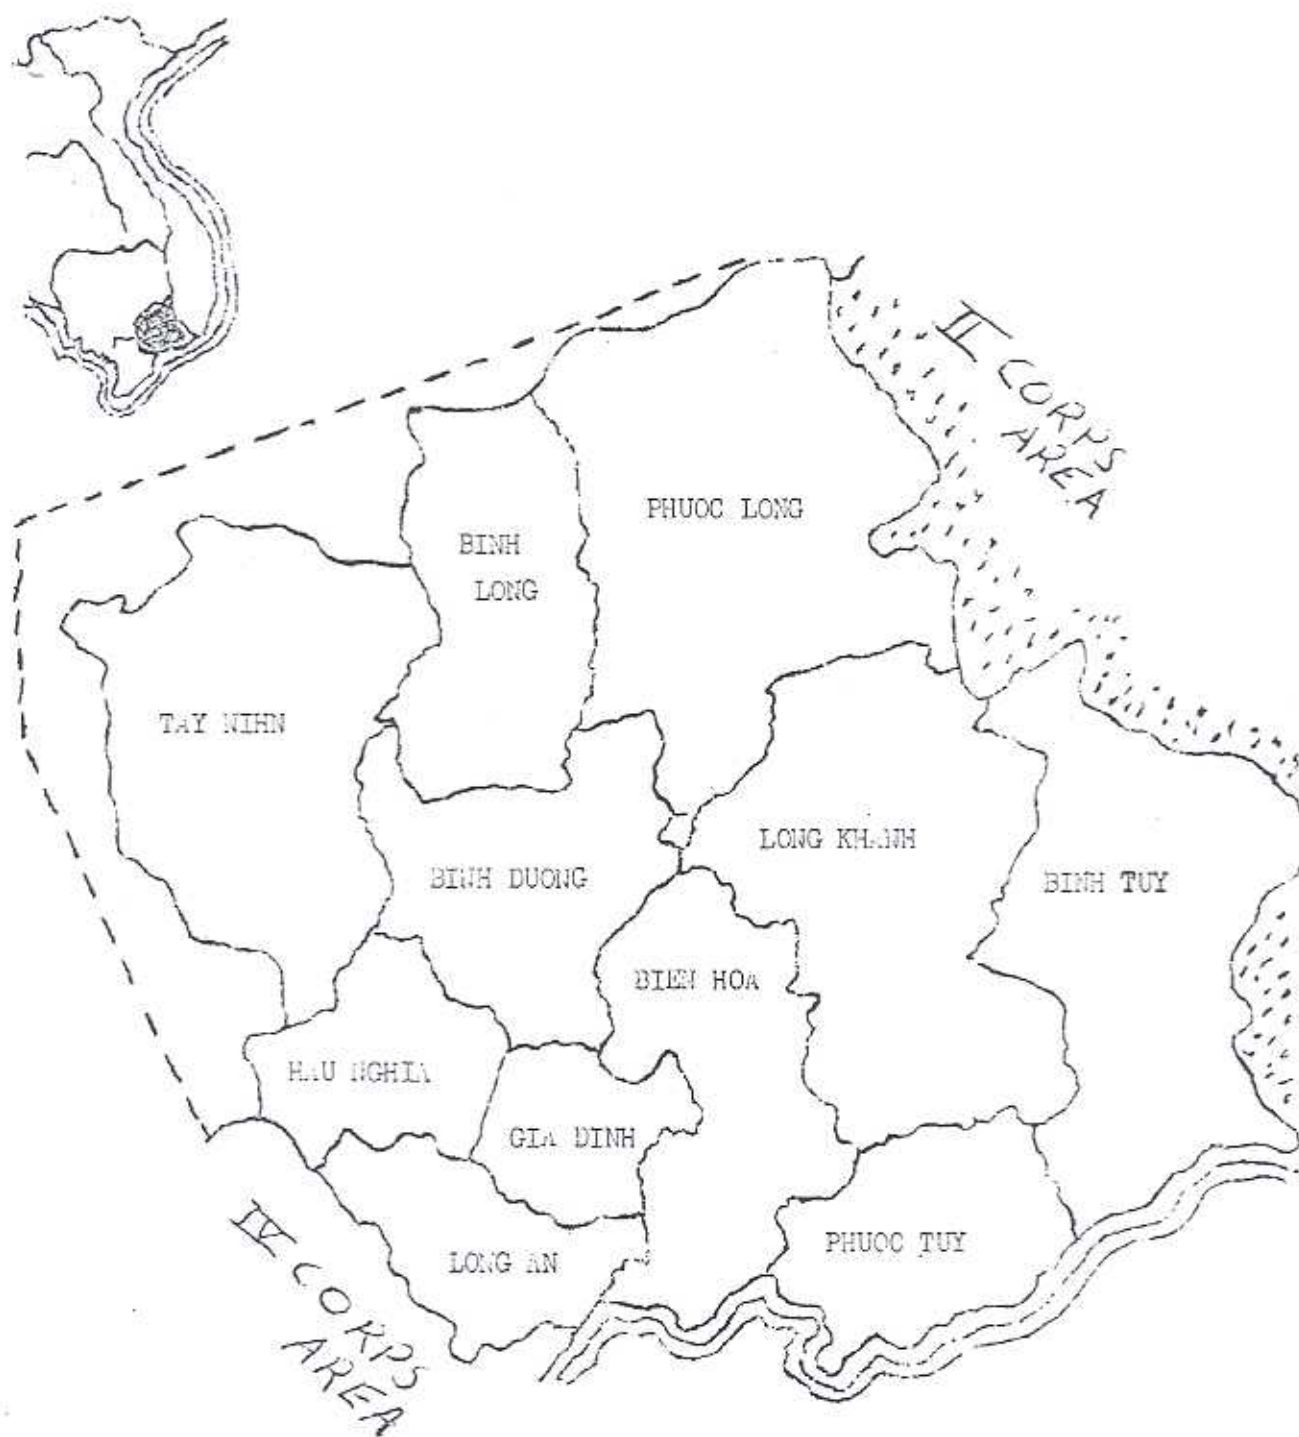 II CORPS
AREA
PHUOC LONG
BINH
LONG
TAY NIHN
LONG KHANH
BINH DUONG
BINH TUY
BIEN HOA
HAU NGHIA
GIA DINH
PHUOC TUY
LONG AN
IV CORPS
AREA